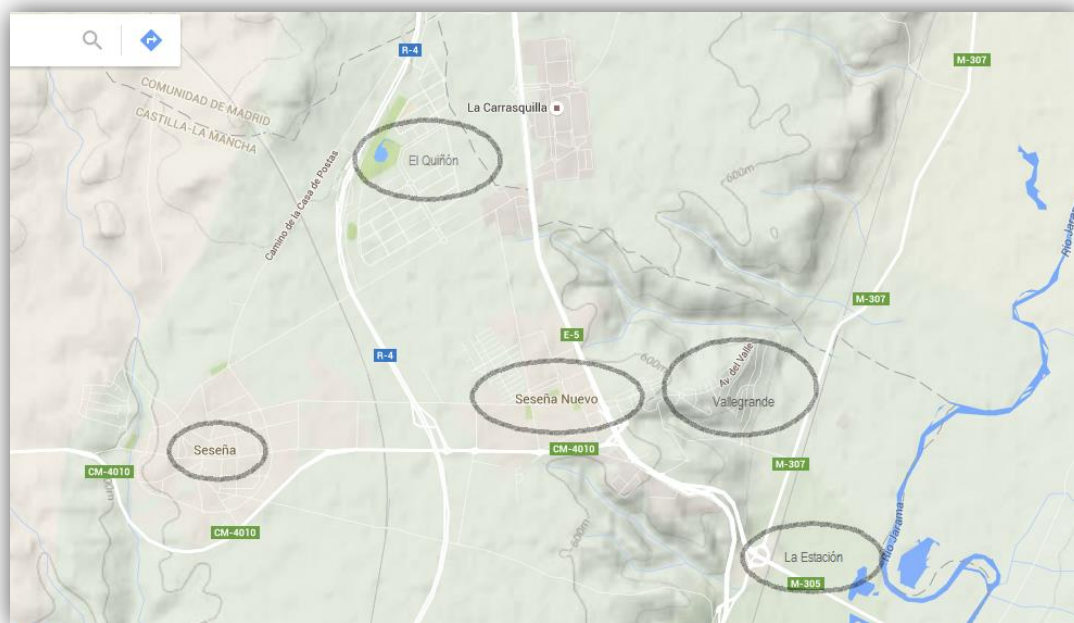 R-4
M-307
COMUNIDAD DE MADRID
CASTILLA-LA MANCHA
La Carrasquilla
El Quiñón
600m
Camino de la Casa de Postas
Río Jarama
M-307
E-5
R-4
600m
Av. del Valle
Seseña Nuevo
Vallegrande
Seseña
CM-4010
M-307
CM-4010
600m
CM-4010
600m
Río Jarama
La Estación
M-305